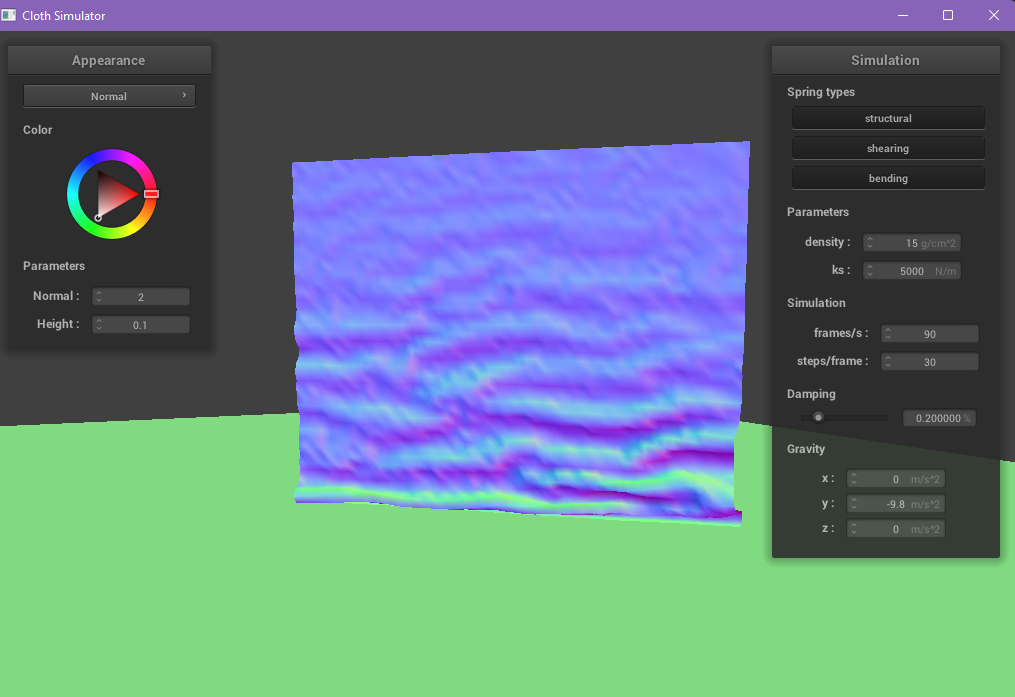 Cloth Simulator
Appearance
Normal
Color
Parameters
Normal : 2
Height : 0.1
Simulation
Spring types
structural
shearing
bending
Parameters
density : 15 g/cm^2
ks : 5000 N/m
Simulation
frames/s : 90
steps/frame : 30
Damping
0.200000 %
Gravity
x : 0 m/s^2
y : -9.8 m/s^2
z : 0 m/s^2